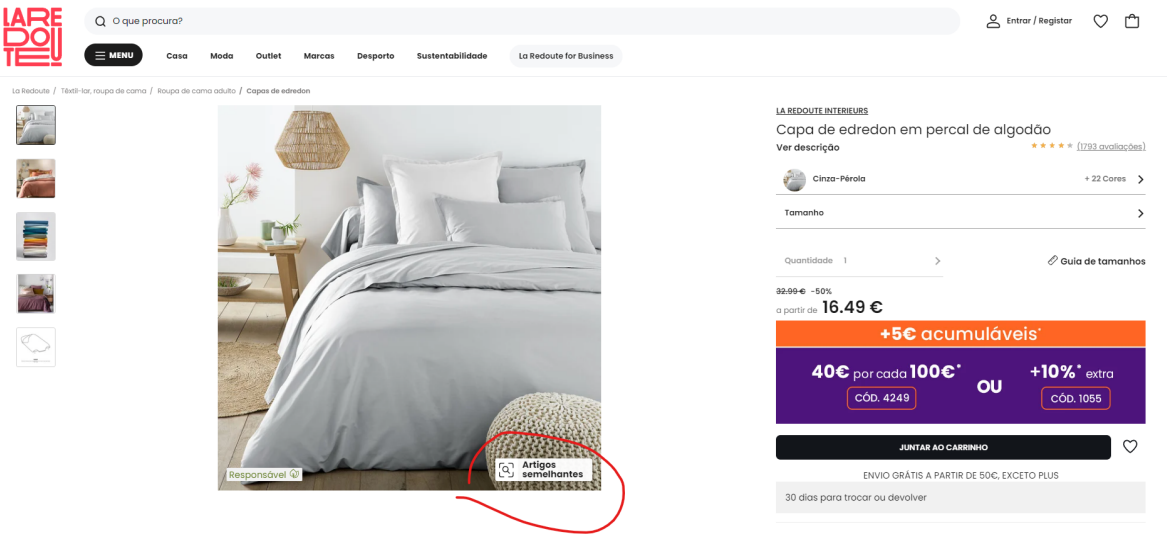 LA REDOUTE
O que procura?
Entrar / Registar
MENU
Casa
Moda
Outlet
Marcas
Desporto
Sustentabilidade
La Redoute for Business
La Redoute / Têxtil-lar, roupa de cama / Roupa de cama adulto / Capas de edredon
LA REDOUTE INTERIEURS
Capa de edredon em percal de algodão
Ver descrição
(1793 avaliações)
Cinza-Pérola
+ 22 Cores
Tamanho
Quantidade 1
Guia de tamanhos
32.99 € -50%
a partir de 16.49 €
+5€ acumuláveis*
40€ por cada 100€*
CÓD. 4249
OU
+10%* extra
CÓD. 1055
JUNTAR AO CARRINHO
ENVIO GRÁTIS A PARTIR DE 50€, EXCETO PLUS
30 dias para trocar ou devolver
Responsável
Artigos
semelhantes